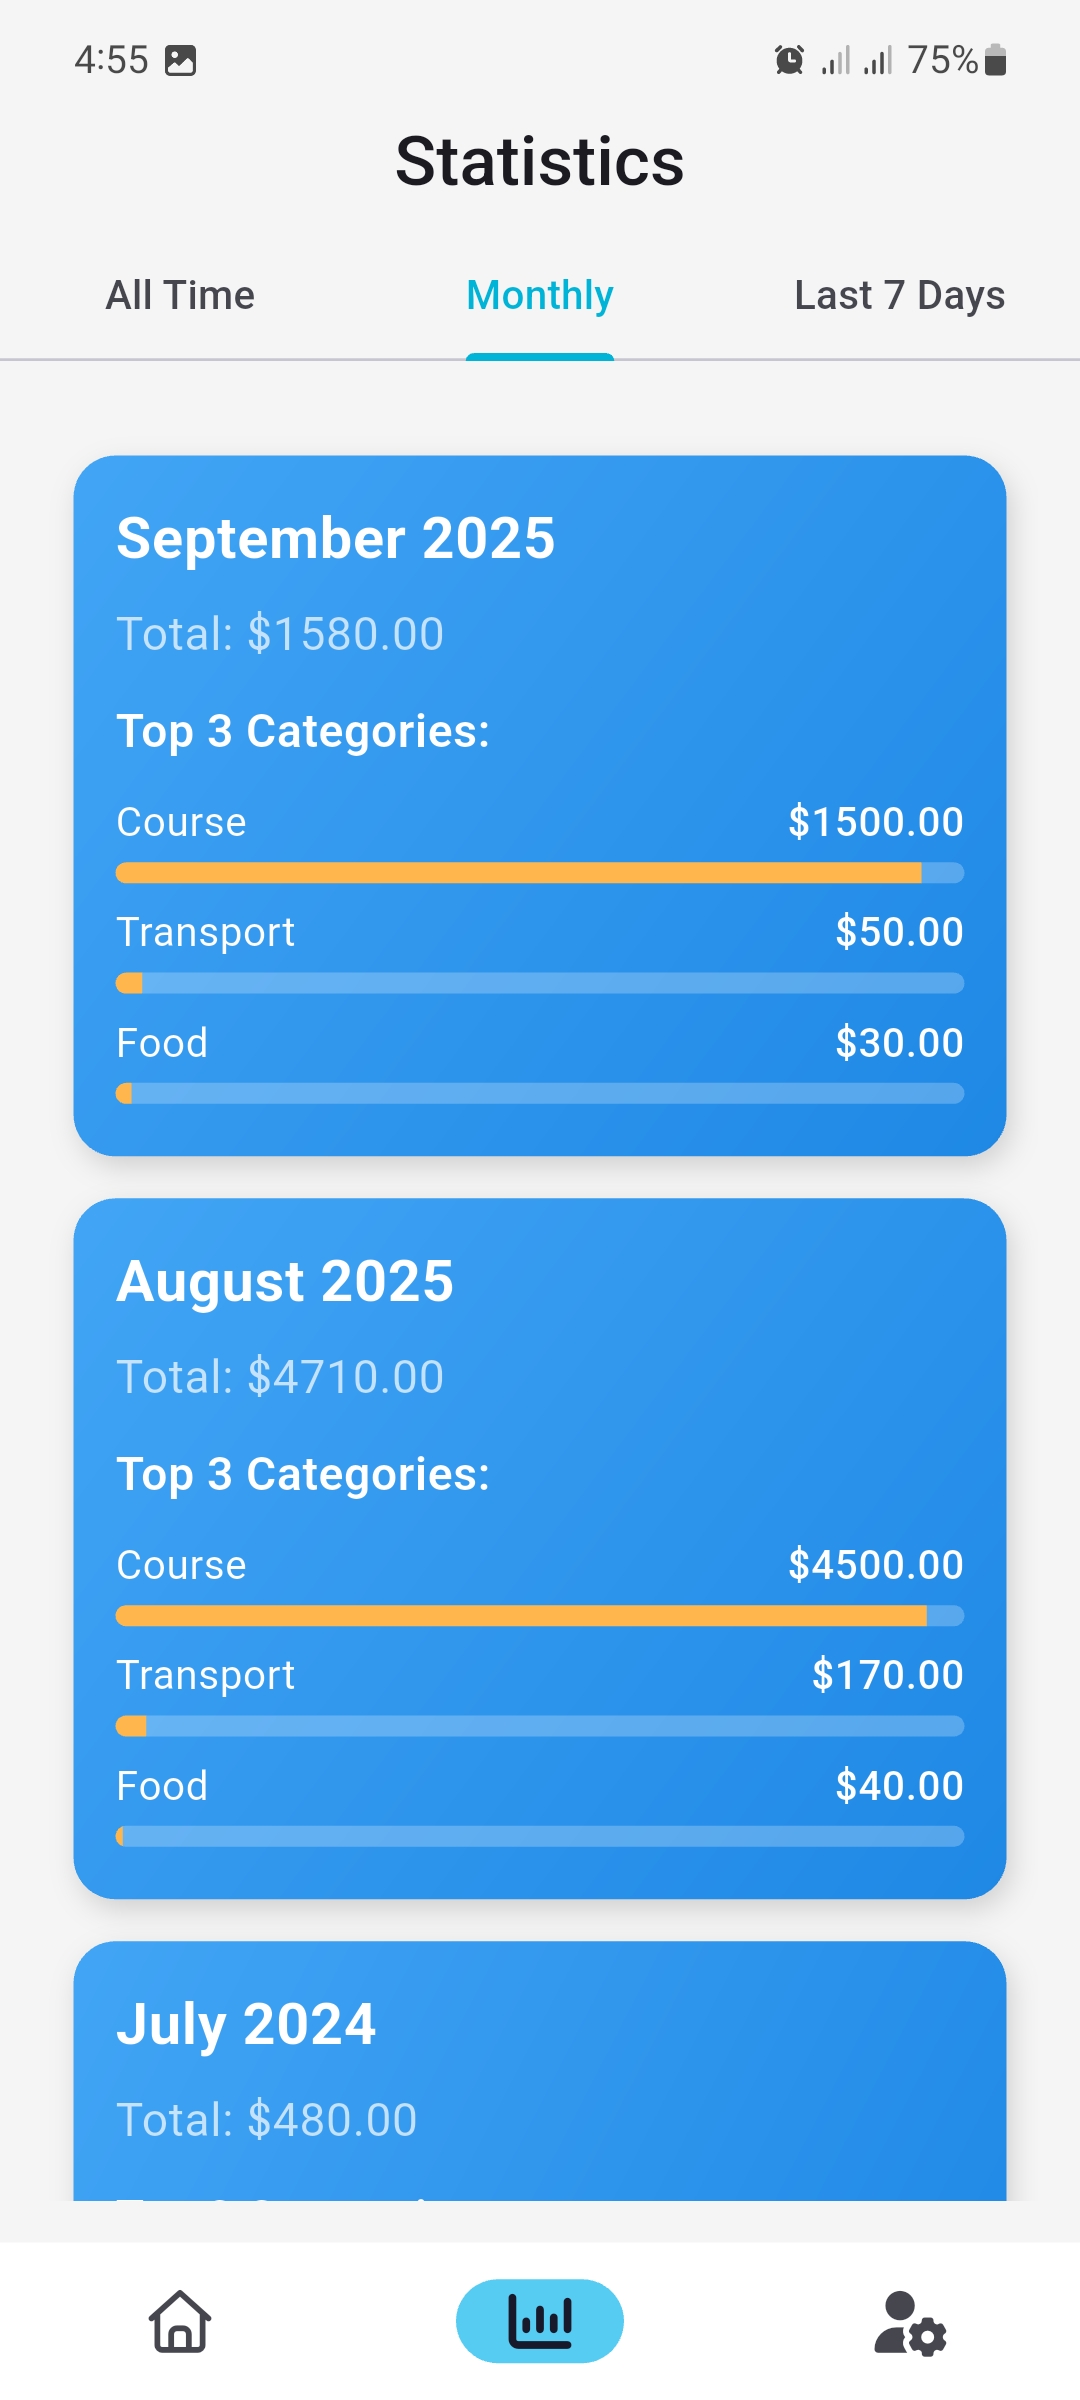 4:55 75%
Statistics
All Time Monthly Last 7 Days
September 2025
Total: $1580.00
Top 3 Categories:
Course $1500.00
Transport $50.00
Food $30.00
August 2025
Total: $4710.00
Top 3 Categories:
Course $4500.00
Transport $170.00
Food $40.00
July 2024
Total: $480.00